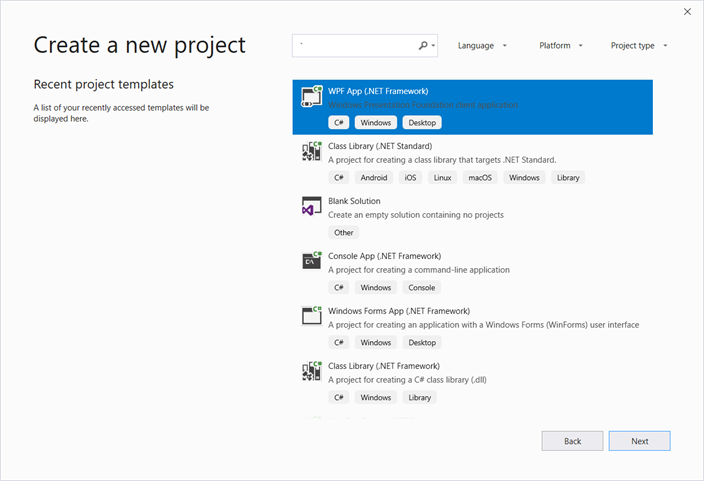 Create a new project
Language
Platform
Project type
Recent project templates
A list of your recently accessed templates will be
displayed here.
WPF App (.NET Framework)
Windows Presentation Foundation client application
C# Windows Desktop
Class Library (.NET Standard)
A project for creating a class library that targets .NET Standard.
C# Android iOS Linux macOS Windows Library
Blank Solution
Create an empty solution containing no projects
Other
Console App (.NET Framework)
A project for creating a command-line application
C# Windows Console
Windows Forms App (.NET Framework)
A project for creating an application with a Windows Forms (WinForms) user interface
C# Windows Desktop
Class Library (.NET Framework)
A project for creating a C# class library (.dll)
C# Windows Library
Back Next